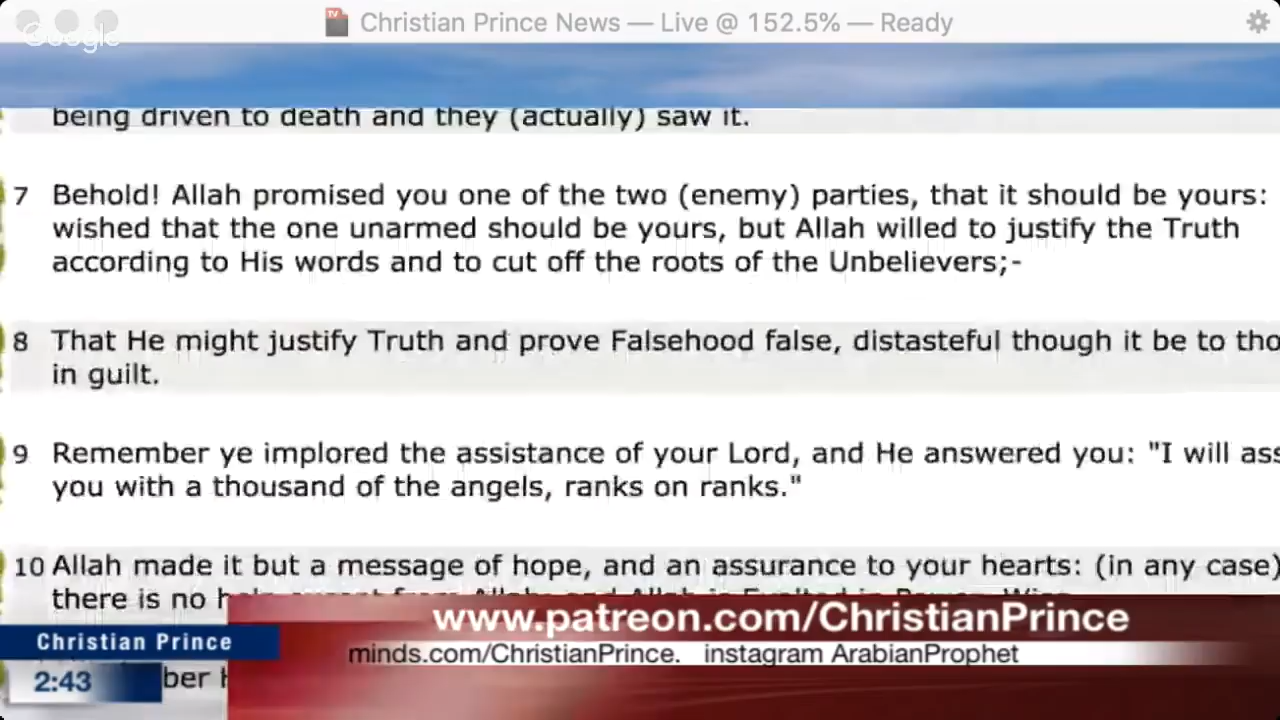 Christian Prince News — Live @ 152.5% — Ready
Google
being driven to death and they (actually) saw it.
7 Behold! Allah promised you one of the two (enemy) parties, that it should be yours:
wished that the one unarmed should be yours, but Allah willed to justify the Truth
according to His words and to cut off the roots of the Unbelievers;-
8 That He might justify Truth and prove Falsehood false, distasteful though it be to tho
in guilt.
9 Remember ye implored the assistance of your Lord, and He answered you: "I will ass
you with a thousand of the angels, ranks on ranks."
10 Allah made it but a message of hope, and an assurance to your hearts: (in any case)
there is no
www.patreon.com/ChristianPrince
Christian Prince
minds.com/ChristianPrince. instagram ArabianProphet
2:43